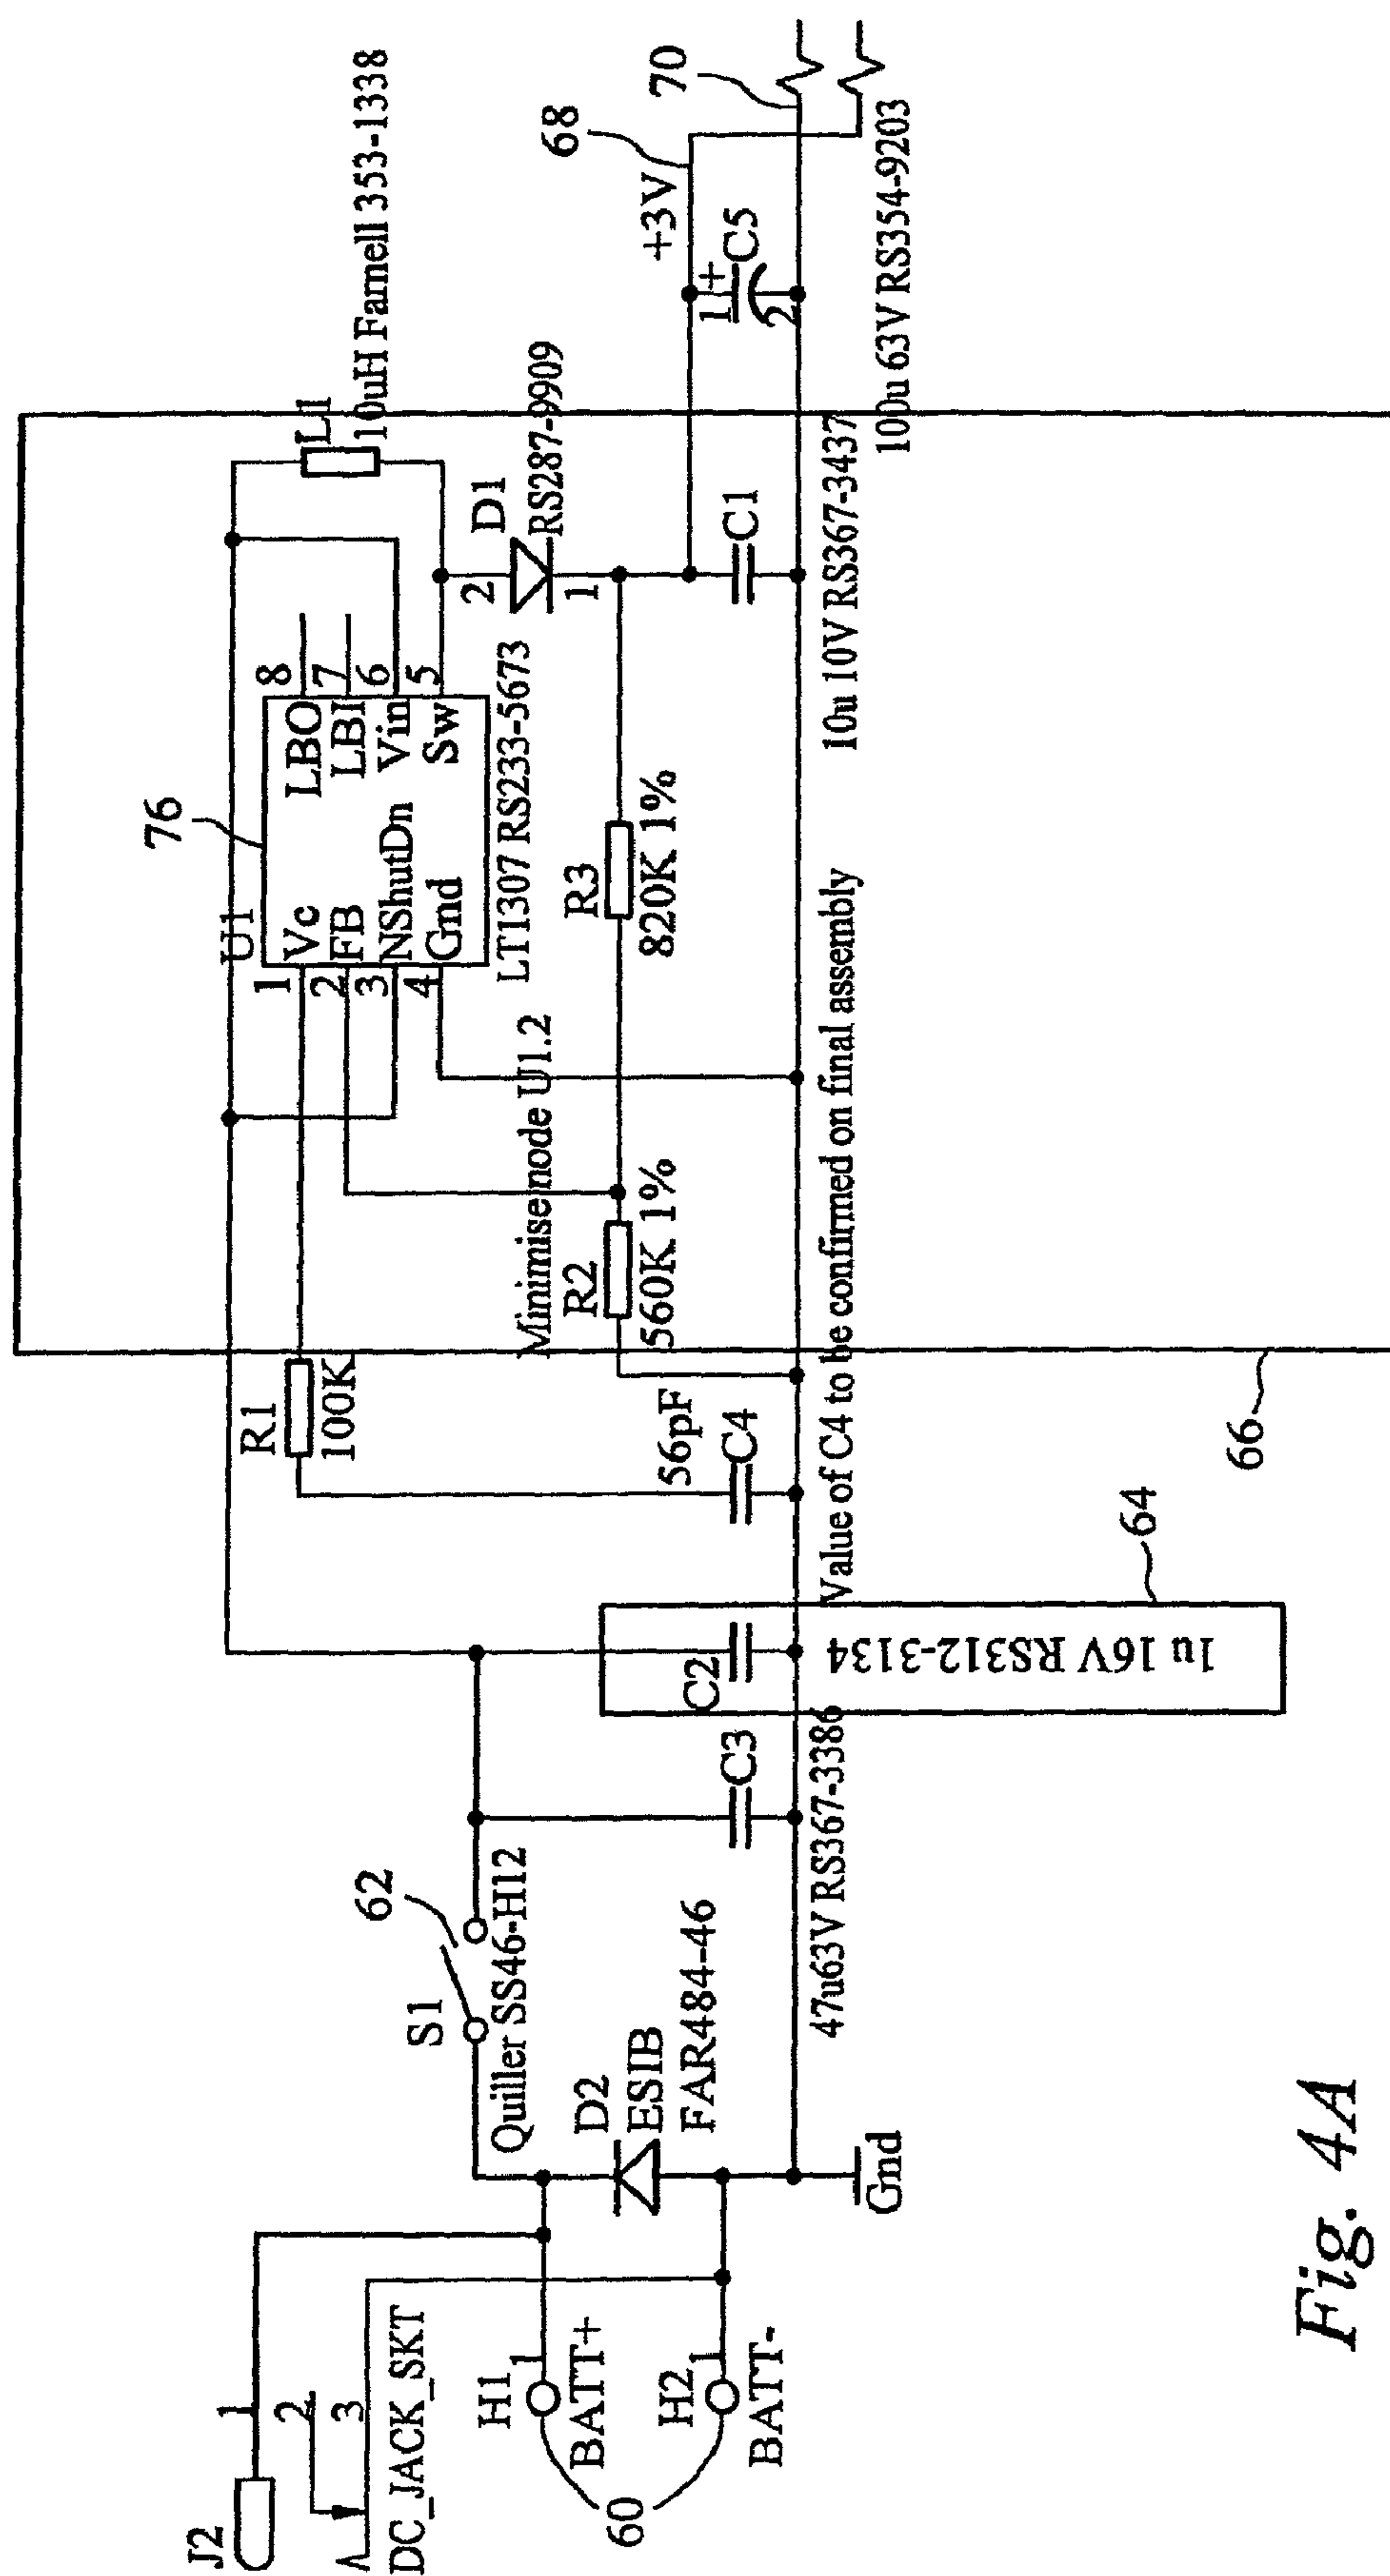 J2
1
2
3
DC_JACK_SKT
H1
1
BATT+
H2
1
BATT-
60
S1
62
Quiller SS46-H12
D2
ESIB
FAR484-46
Gnd
C3
47u63V RS367-3386
C2
1u 16V RS312-3134
64
R1
100K
56pF
C4
Value of C4 to be confirmed on final assembly
66
76
U1
1 Vc
2 FB
3 NShutDn
4 Gnd
LBO 8
LBI 7
Vin 6
Sw 5
LT1307 RS233-5673
Minimise node U1.2
R2
560K 1%
R3
820K 1%
L1
10uH Farnell 353-1338
D1
2
1
RS287-9909
C1
10u 10V RS367-3437
+3V
1 +
2
C5
100u 63V RS354-9203
68
70
Fig. 4A